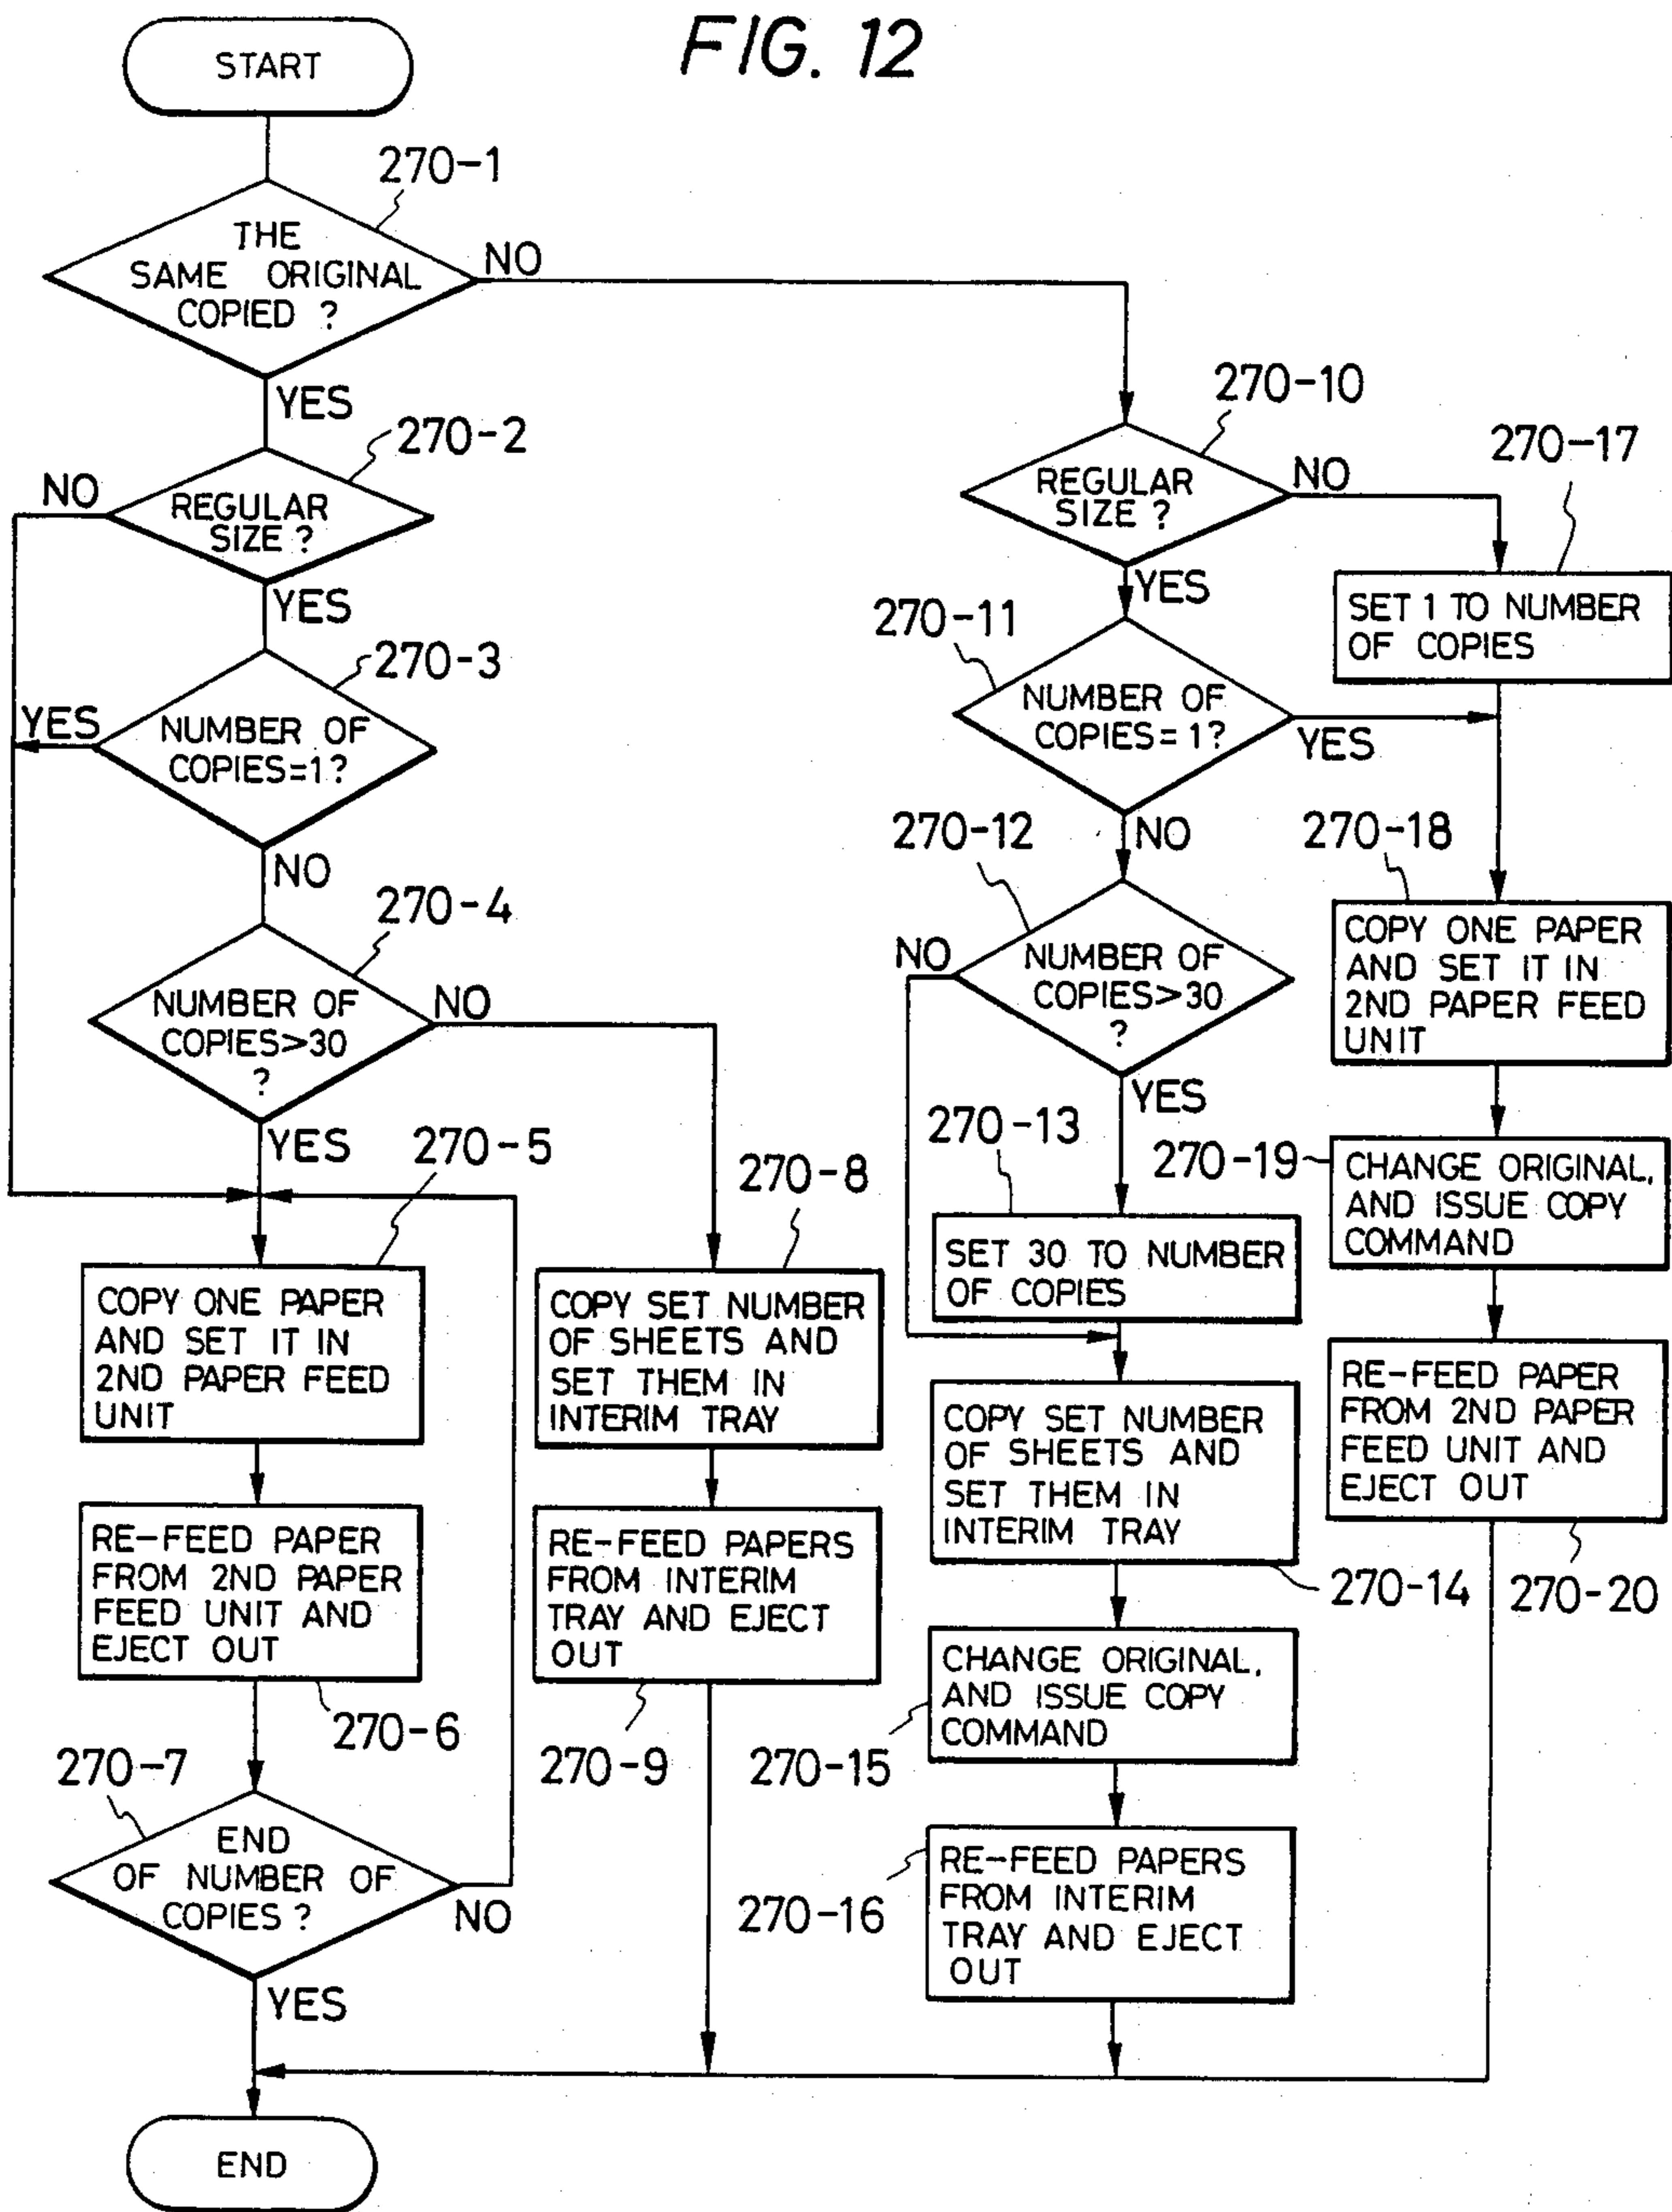 FIG. 12
START
270-1
THE
SAME ORIGINAL
COPIED ?
NO
YES
270-2
REGULAR
SIZE ?
NO
YES
270-3
NUMBER OF
COPIES=1?
YES
NO
270-4
NUMBER OF
COPIES>30
?
NO
YES
270-5
COPY ONE PAPER
AND SET IT IN
2ND PAPER FEED
UNIT
RE-FEED PAPER
FROM 2ND PAPER
FEED UNIT AND
EJECT OUT
270-6
270-7
END
OF NUMBER OF
COPIES ?
NO
YES
END
270-8
COPY SET NUMBER
OF SHEETS AND
SET THEM IN
INTERIM TRAY
RE-FEED PAPERS
FROM INTERIM
TRAY AND EJECT
OUT
270-9
270-10
REGULAR
SIZE ?
NO
YES
270-11
NUMBER OF
COPIES=1?
YES
NO
270-12
NUMBER OF
COPIES>30
?
NO
YES
270-13
SET 30 TO NUMBER
OF COPIES
COPY SET NUMBER
OF SHEETS AND
SET THEM IN
INTERIM TRAY
270-14
CHANGE ORIGINAL,
AND ISSUE COPY
COMMAND
270-15
RE-FEED PAPERS
FROM INTERIM
TRAY AND EJECT
OUT
270-16
270-17
SET 1 TO NUMBER
OF COPIES
270-18
COPY ONE PAPER
AND SET IT IN
2ND PAPER FEED
UNIT
270-19
CHANGE ORIGINAL,
AND ISSUE COPY
COMMAND
RE-FEED PAPER
FROM 2ND PAPER
FEED UNIT AND
EJECT OUT
270-20